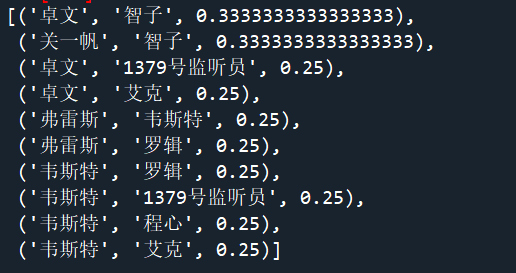 [('卓文', '智子', 0.3333333333333333),
('关一帆', '智子', 0.3333333333333333),
('卓文', '1379号监听员', 0.25),
('卓文', '艾克', 0.25),
('弗雷斯', '韦斯特', 0.25),
('弗雷斯', '罗辑', 0.25),
('韦斯特', '罗辑', 0.25),
('韦斯特', '1379号监听员', 0.25),
('韦斯特', '程心', 0.25),
('韦斯特', '艾克', 0.25)]